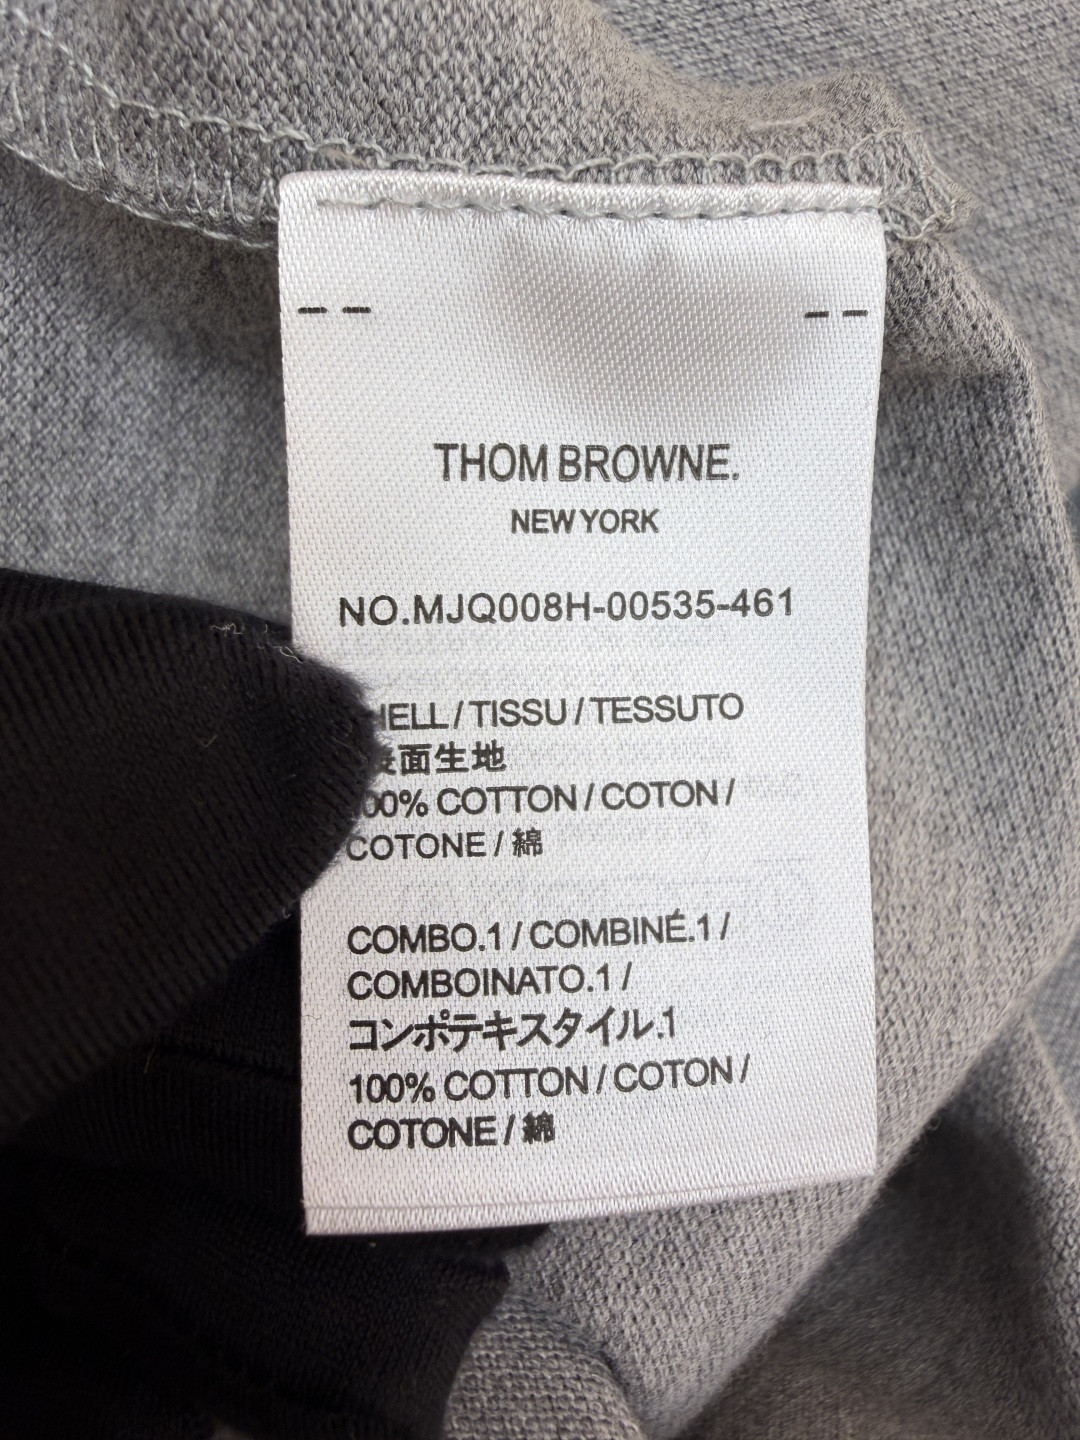 THOM BROWNE.
NEW YORK
NO.MJQ008H-00535-461
/ TISSU / TESSUTO
面生地
COTTON / COTON /
COTONE / 綿
COMBO.1 / COMBINÉ.1 /
COMBOINATO.1 /
コンポテキスタイル.1
100% COTTON / COTON /
COTONE / 綿